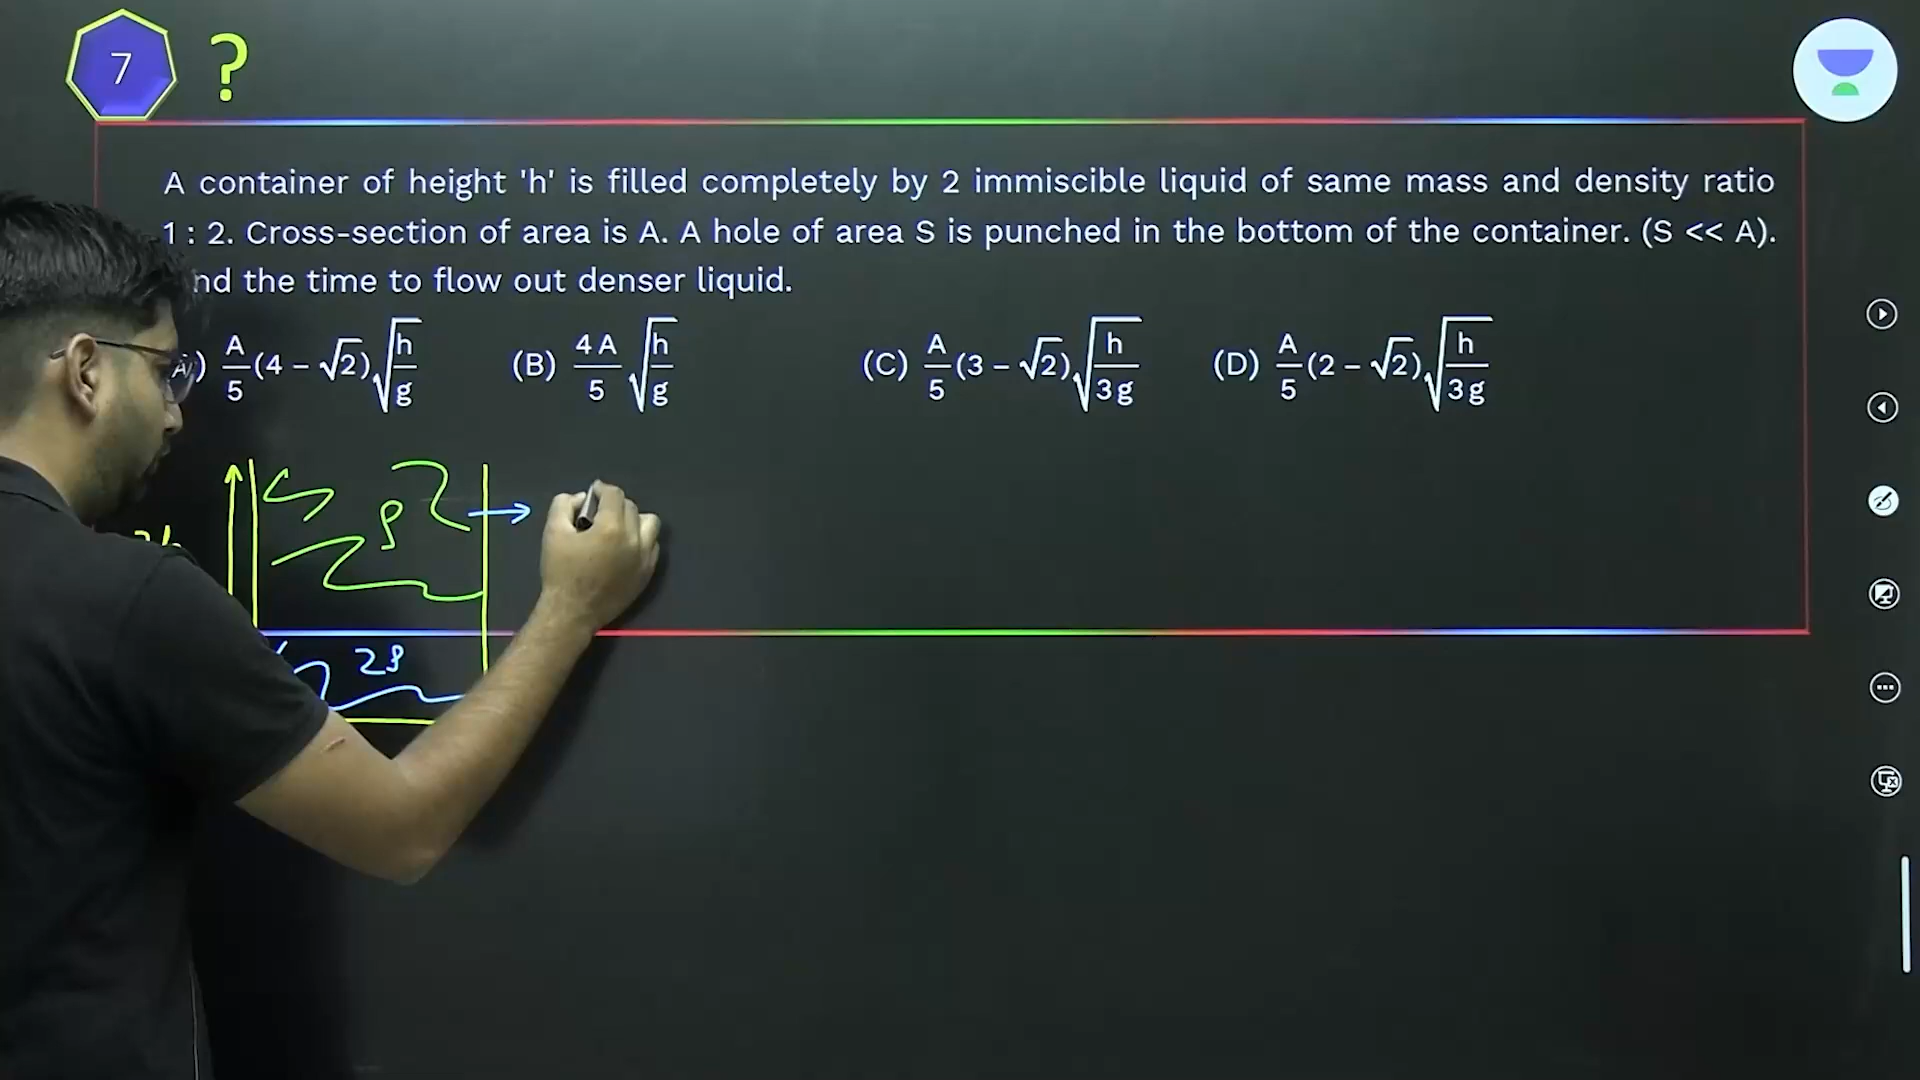 7 ?
A container of height 'h' is filled completely by 2 immiscible liquid of same mass and density ratio
1 : 2. Cross-section of area is A. A hole of area S is punched in the bottom of the container. (S << A).
nd the time to flow out denser liquid.
A) A/5 (4 – √2) √(h/g) (B) 4A/5 √(h/g) (C) A/5 (3 – √2) √(h/3g) (D) A/5 (2 – √2) √(h/3g)
ρ
2ρ